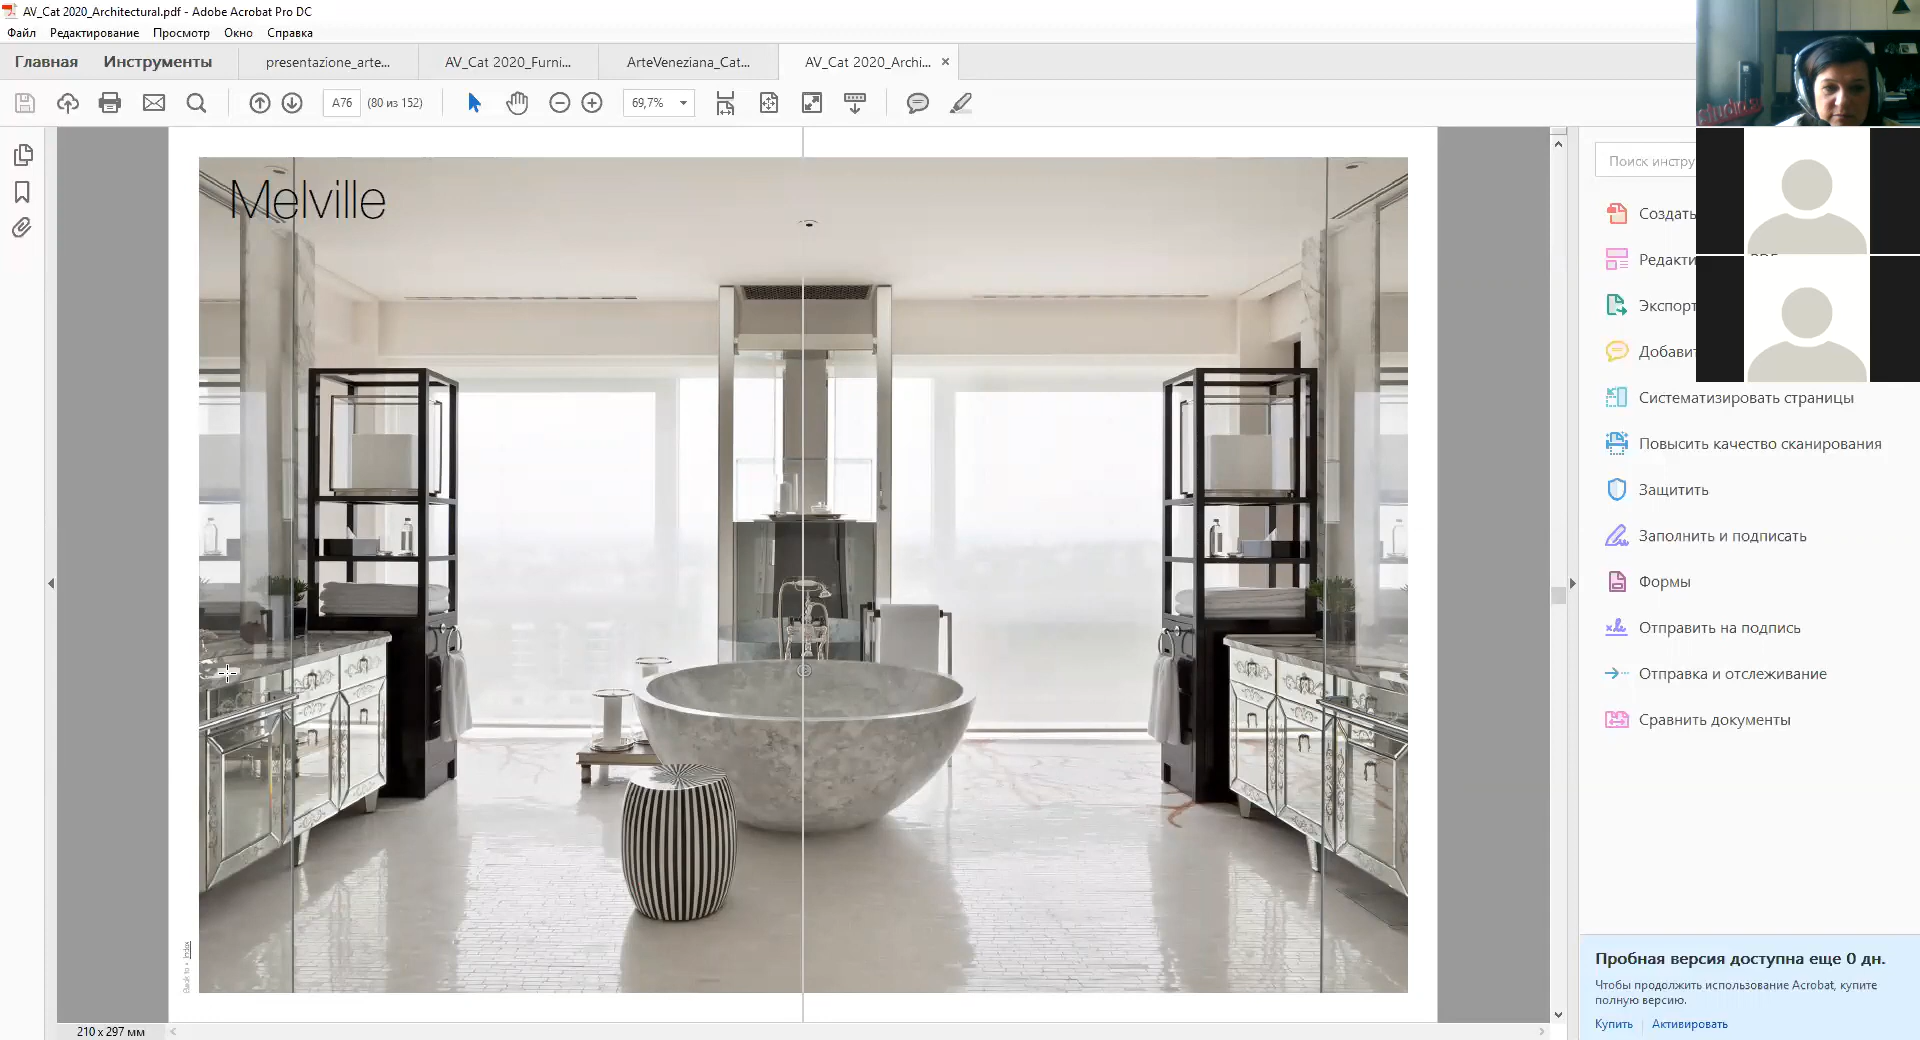 AV_Cat 2020_Architectural.pdf - Adobe Acrobat Pro DC
Файл Редактирование Просмотр Окно Справка
Главная Инструменты presentazione_arte... AV_Cat 2020_Furni... ArteVeneziana_Cat... AV_Cat 2020_Archi... ×
A76 (80 из 152) 69,7%
Поиск инстру
Melville
Создать
Редакти
Экспорт
Добавит
Систематизировать страницы
Повысить качество сканирования
Защитить
Заполнить и подписать
Формы
Отправить на подпись
Отправка и отслеживание
Сравнить документы
Back to • Index
Пробная версия доступна еще 0 дн.
Чтобы продолжить использование Acrobat, купите
полную версию.
Купить Активировать
210 x 297 мм